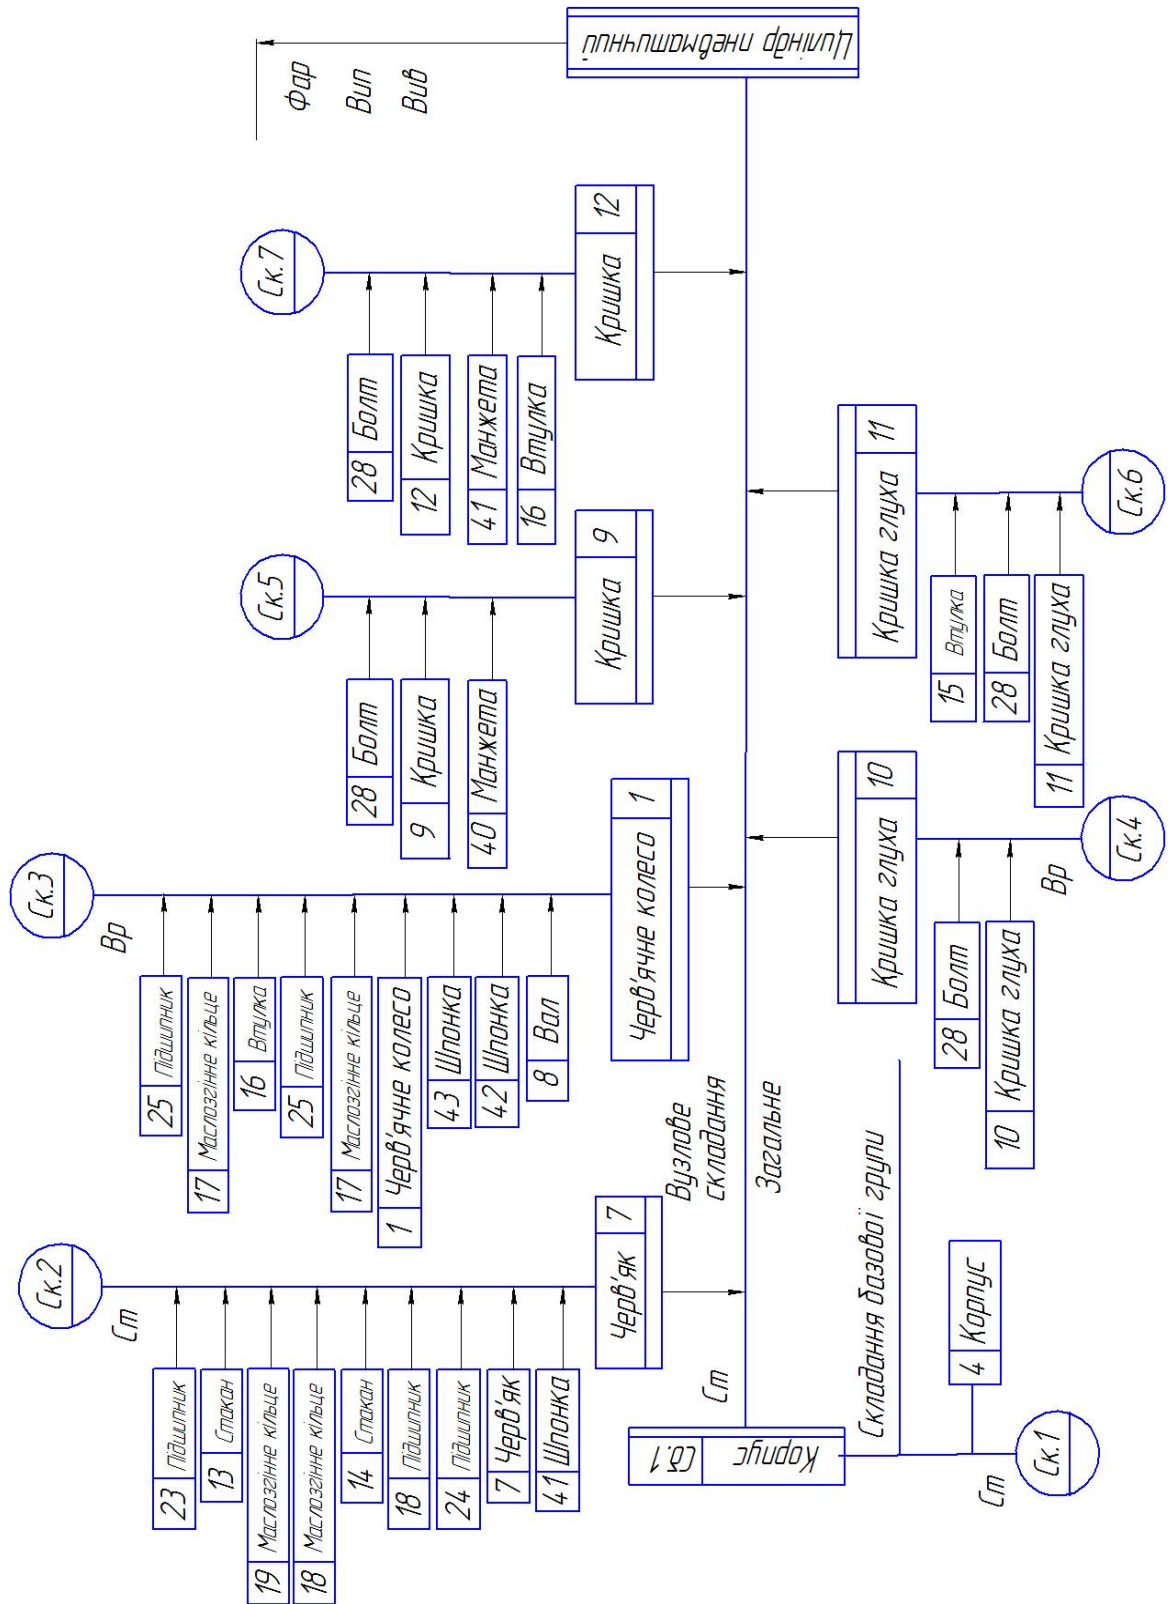 Ск.2
Ст
23 Підшипник
13 Стакан
19 Маслозгінне кільце
18 Маслозгінне кільце
14 Стакан
18 Підшипник
24 Підшипник
7 Черв'як
41 Шпонка
Черв'як 7
Ск.3
Вр
25 Підшипник
17 Маслозгінне кільце
16 Втулка
25 Підшипник
17 Маслозгінне кільце
1 Черв'ячне колесо
43 Шпонка
42 Шпонка
8 Вал
Черв'ячне колесо 1
Ск.5
28 Болт
9 Кришка
40 Манжета
Кришка 9
Ск.7
28 Болт
12 Кришка
41 Манжета
16 Втулка
Кришка 12
Фар
Вип
Вив
Циліндр пневматичний
Вузлове
складання
Загальне
Ст
Корпус
Сб.1
Складання базової групи
4 Корпус
Ст
Ск.1
Кришка глуха 10
28 Болт
10 Кришка глуха
Вр
Ск.4
Кришка глуха 11
15 Втулка
28 Болт
11 Кришка глуха
Ск.6